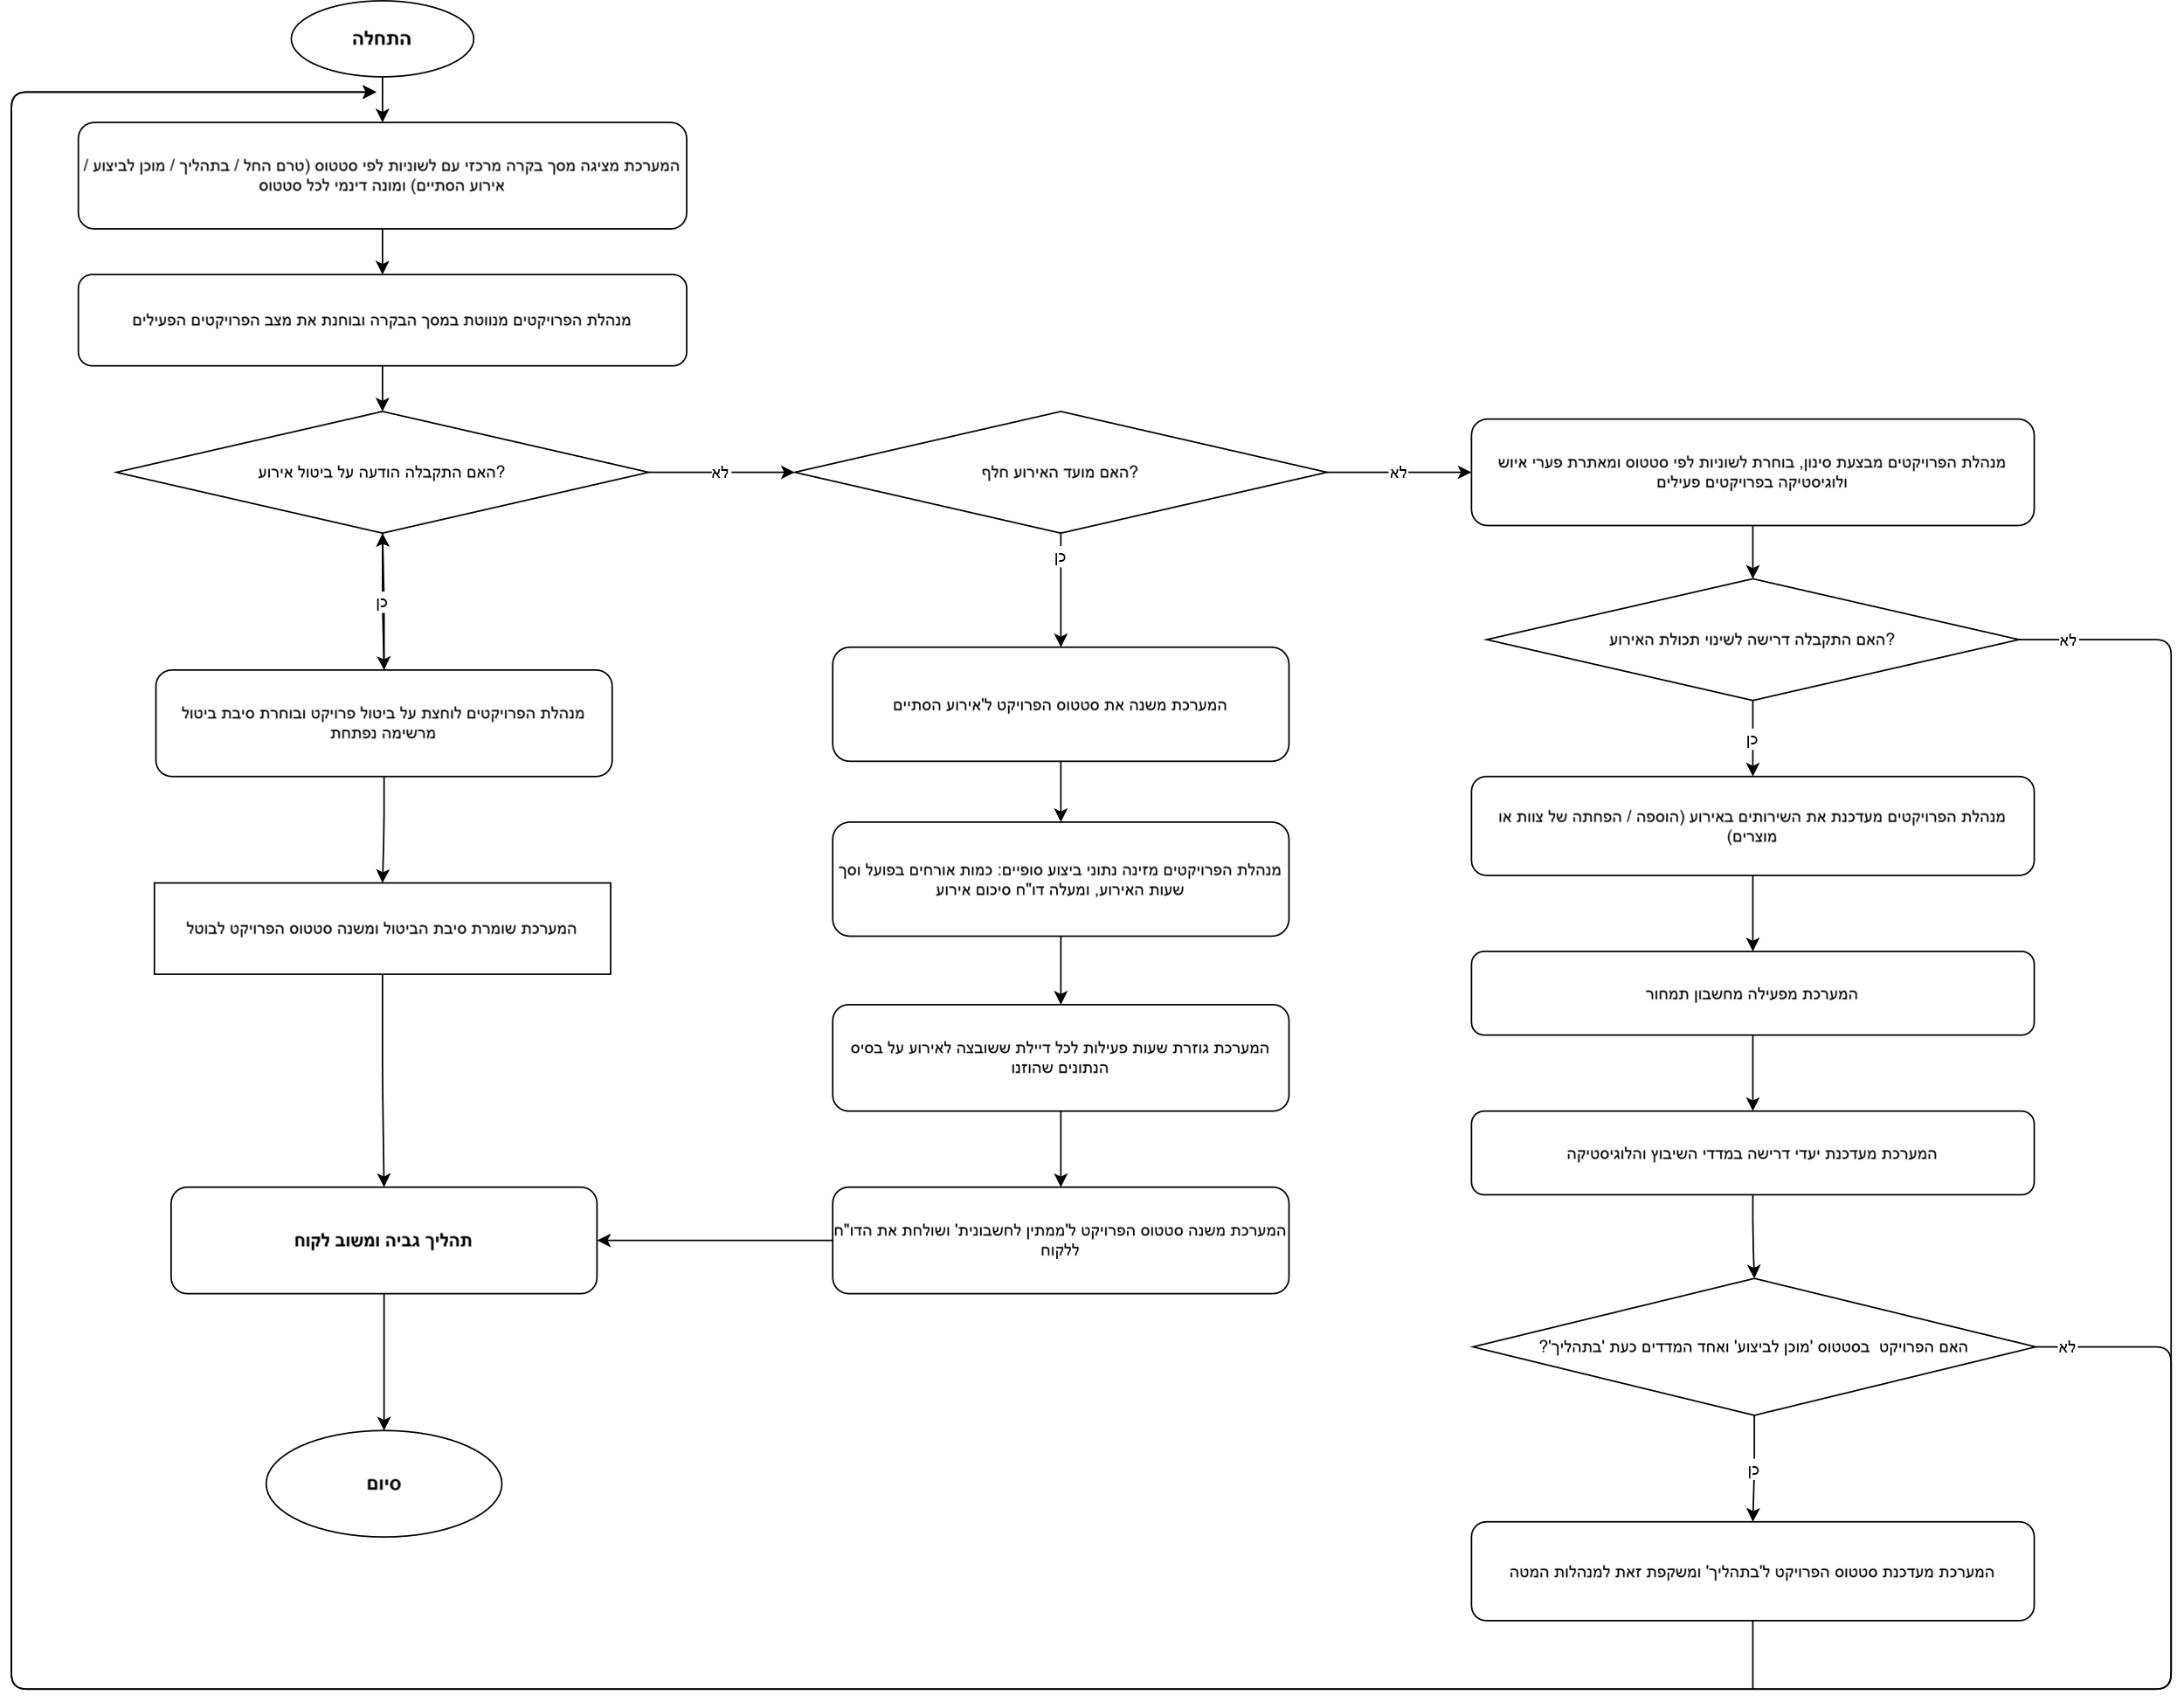 התחלה
המערכת מציגה מסך בקרה מרכזי עם לשוניות לפי סטטוס (טרם החל / בתהליך / מוכן לביצוע /
אירוע הסתיים) ומונה דינמי לכל סטטוס
מנהלת הפרויקטים מנווטת במסך הבקרה ובוחנת את מצב הפרויקטים הפעילים
האם התקבלה הודעה על ביטול אירוע?
לא
האם מועד האירוע חלף?
לא
מנהלת הפרויקטים מבצעת סינון, בוחרת לשוניות לפי סטטוס ומאתרת פערי איוש
ולוגיסטיקה בפרויקטים פעילים
כן
מנהלת הפרויקטים לוחצת על ביטול פרויקט ובוחרת סיבת ביטול
מרשימה נפתחת
המערכת שומרת סיבת הביטול ומשנה סטטוס הפרויקט לבוטל
כן
המערכת משנה את סטטוס הפרויקט ל'אירוע הסתיים
מנהלת הפרויקטים מזינה נתוני ביצוע סופיים: כמות אורחים בפועל וסך
שעות האירוע, ומעלה דו"ח סיכום אירוע
המערכת גוזרת שעות פעילות לכל דיילת ששובצה לאירוע על בסיס
הנתונים שהוזנו
המערכת משנה סטטוס הפרויקט ל'ממתין לחשבונית' ושולחת את הדו"ח
ללקוח
תהליך גביה ומשוב לקוח
סיום
האם התקבלה דרישה לשינוי תכולת האירוע?
לא
כן
מנהלת הפרויקטים מעדכנת את השירותים באירוע (הוספה / הפחתה של צוות או
מוצרים)
המערכת מפעילה מחשבון תמחור
המערכת מעדכנת יעדי דרישה במדדי השיבוץ והלוגיסטיקה
האם הפרויקט  בסטטוס 'מוכן לביצוע' ואחד המדדים כעת 'בתהליך'?
לא
כן
המערכת מעדכנת סטטוס הפרויקט ל'בתהליך' ומשקפת זאת למנהלות המטה